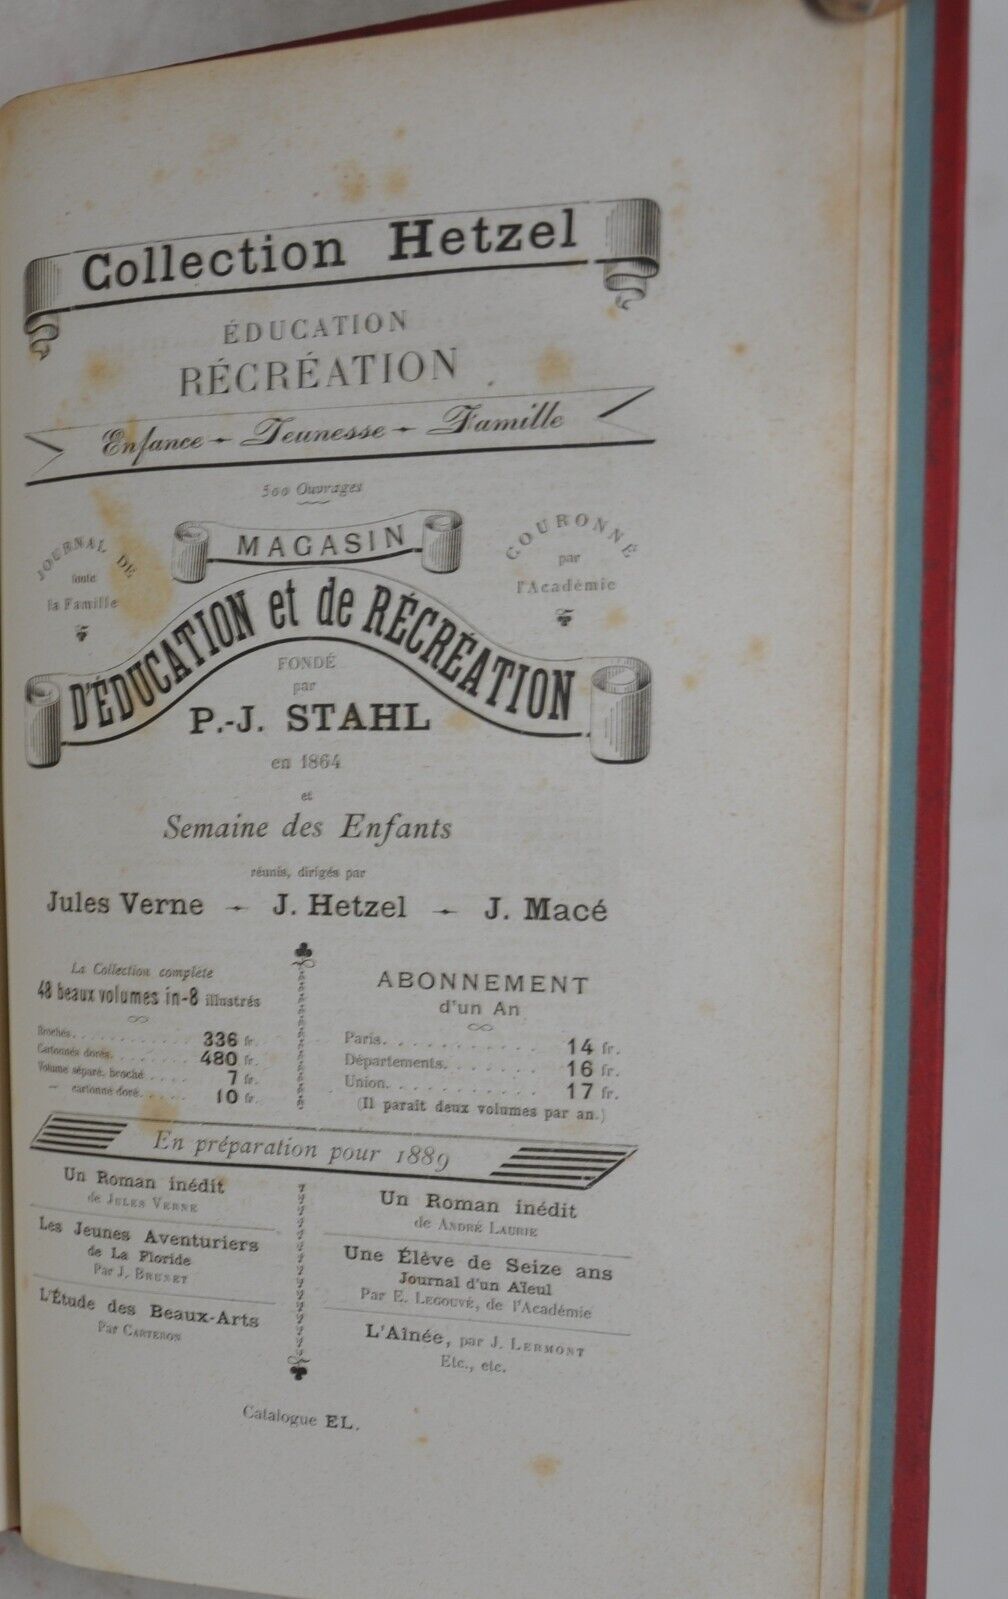 Collection Hetzel
ÉDUCATION
RÉCRÉATION
Enfance - Jeunesse - Famille
500 Ouvrages
JOURNAL DE
toute
la Famille
MAGASIN
COURONNÉ
par
l'Académie
D'ÉDUCATION et de RÉCRÉATION
FONDÉ
par
P.-J. STAHL
en 1864
et
Semaine des Enfants
réunis, dirigés par
Jules Verne - J. Hetzel - J. Macé
La Collection complète
48 beaux volumes in-8 illustrés
Brochés. . . . . . . . . . . . 336 fr.
Cartonnés dorés. . . . . . . . 480 fr.
Volume séparé, broché . . . . 7 fr.
— cartonné doré. . . . . 10 fr.
ABONNEMENT
d'un An
Paris. . . . . . . . . . . 14 fr.
Départements. . . . . . . 16 fr.
Union. . . . . . . . . . . 17 fr.
(Il paraît deux volumes par an.)
En préparation pour 1889
Un Roman inédit
de JULES VERNE
Les Jeunes Aventuriers
de La Floride
Par J. BRUNET
L'Étude des Beaux-Arts
Par CARTERON
Un Roman inédit
de ANDRÉ LAURIE
Une Élève de Seize ans
Journal d'un Aïeul
Par E. LEGOUVÉ, de l'Académie
L'Aînée, par J. LERMONT
Etc., etc.
Catalogue EL.